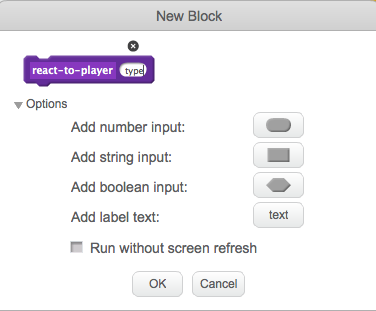 New Block
react-to-player type
Options
Add number input:
Add string input:
Add boolean input:
Add label text: text
Run without screen refresh
OK Cancel